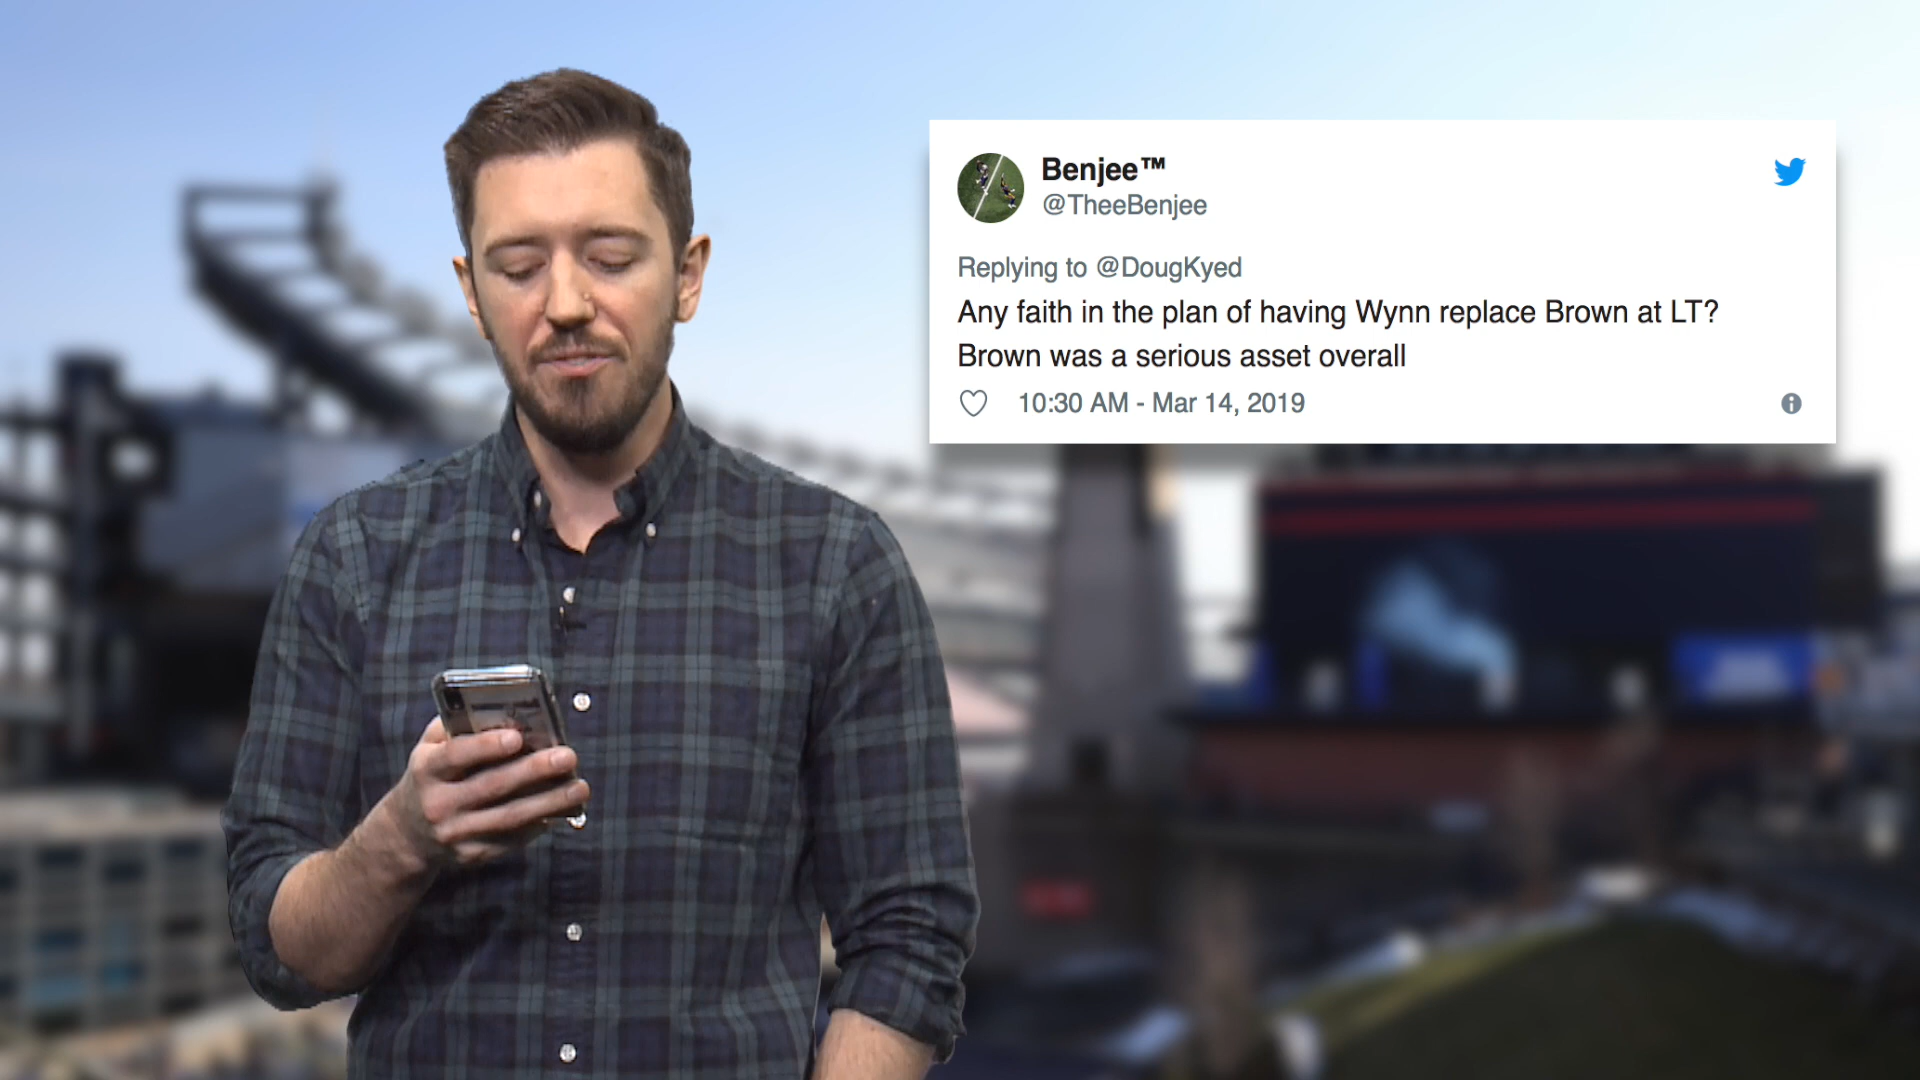 Benjee™
@TheeBenjee
Replying to @DougKyed
Any faith in the plan of having Wynn replace Brown at LT?
Brown was a serious asset overall
10:30 AM - Mar 14, 2019